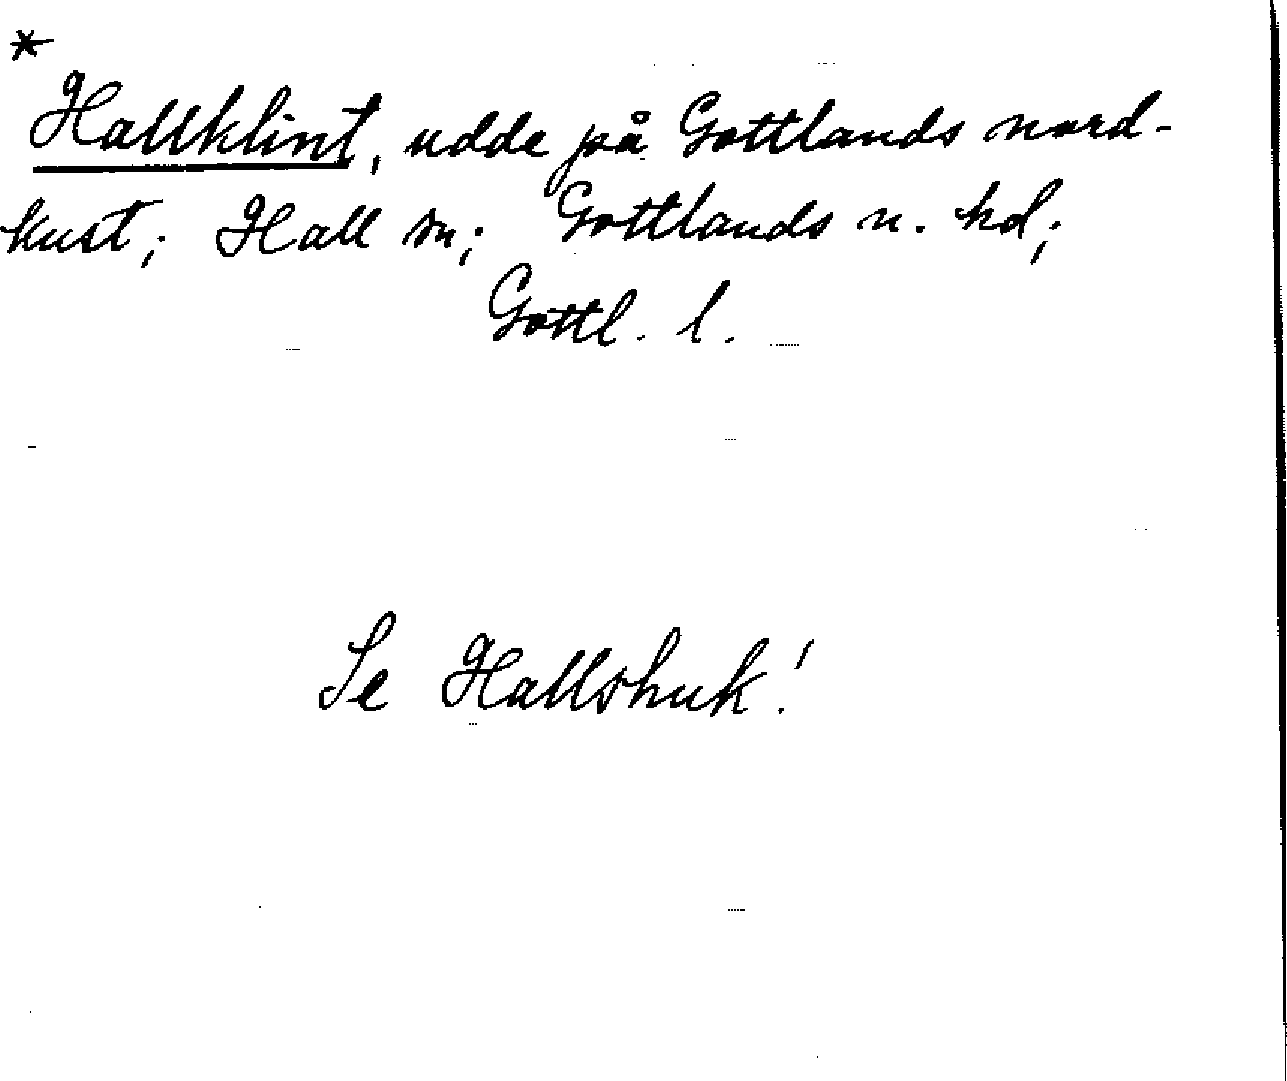 *
Hallklint, udde på Gottlands nord-
kust; Hall sn; Gottlands n. hd;
Gottl. l.
Se Hallshuk!